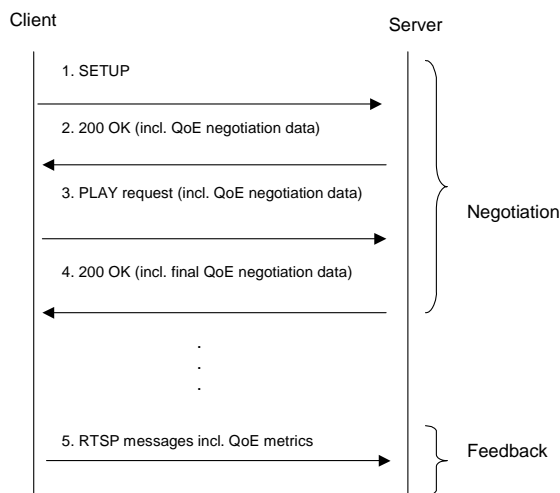 Client
Server
1. SETUP
2. 200 OK (incl. QoE negotiation data)
3. PLAY request (incl. QoE negotiation data)
Negotiation
4. 200 OK (incl. final QoE negotiation data)
.
.
.
5. RTSP messages incl. QoE metrics
Feedback